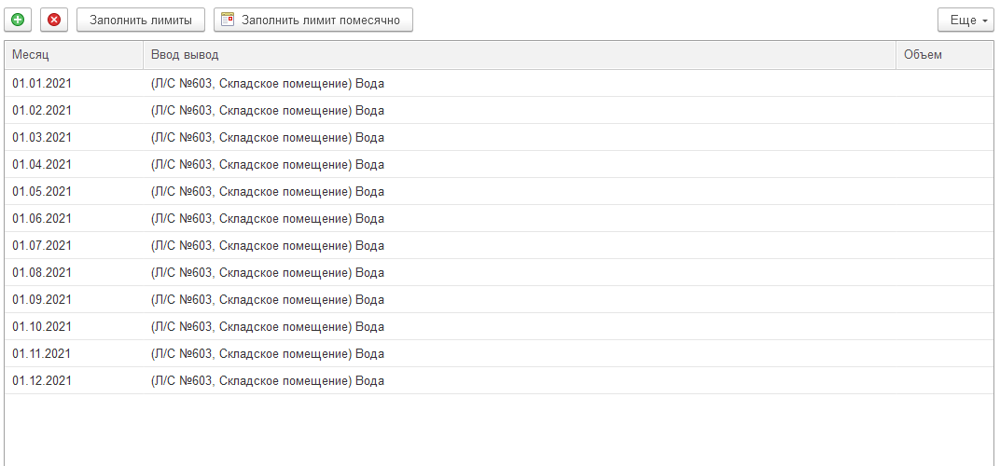 Заполнить лимиты Заполнить лимит помесячно Еще
Месяц Ввод вывод Объем
01.01.2021 (Л/С №603, Складское помещение) Вода
01.02.2021 (Л/С №603, Складское помещение) Вода
01.03.2021 (Л/С №603, Складское помещение) Вода
01.04.2021 (Л/С №603, Складское помещение) Вода
01.05.2021 (Л/С №603, Складское помещение) Вода
01.06.2021 (Л/С №603, Складское помещение) Вода
01.07.2021 (Л/С №603, Складское помещение) Вода
01.08.2021 (Л/С №603, Складское помещение) Вода
01.09.2021 (Л/С №603, Складское помещение) Вода
01.10.2021 (Л/С №603, Складское помещение) Вода
01.11.2021 (Л/С №603, Складское помещение) Вода
01.12.2021 (Л/С №603, Складское помещение) Вода